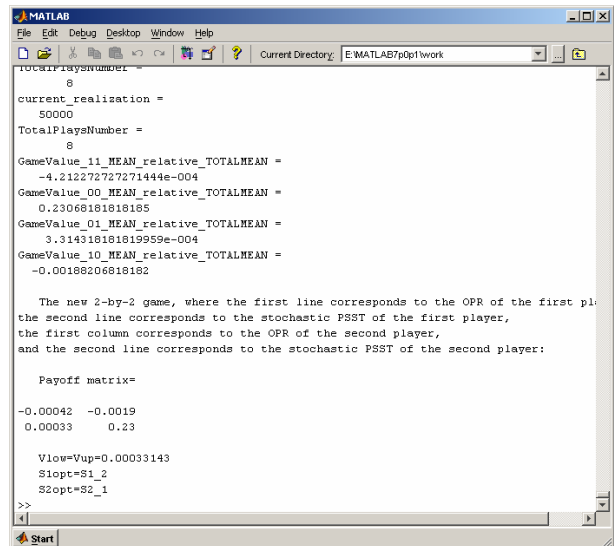 MATLAB
File Edit Debug Desktop Window Help
Current Directory: E:\MATLAB7p0p1\work
TotalPlaysNumber =
8
current_realization =
50000
TotalPlaysNumber =
8
GameValue_11_MEAN_relative_TOTALMEAN =
-4.212272727271444e-004
GameValue_00_MEAN_relative_TOTALMEAN =
0.23068181818185
GameValue_01_MEAN_relative_TOTALMEAN =
3.314318181819959e-004
GameValue_10_MEAN_relative_TOTALMEAN =
-0.00188206818182
The new 2-by-2 game, where the first line corresponds to the OPR of the first
the second line corresponds to the stochastic PSST of the first player,
the first column corresponds to the OPR of the second player,
and the second line corresponds to the stochastic PSST of the second player:
Payoff matrix=
-0.00042 -0.0019
0.00033 0.23
Vlow=Vup=0.00033143
S1opt=S1_2
S2opt=S2_1
>>
Start